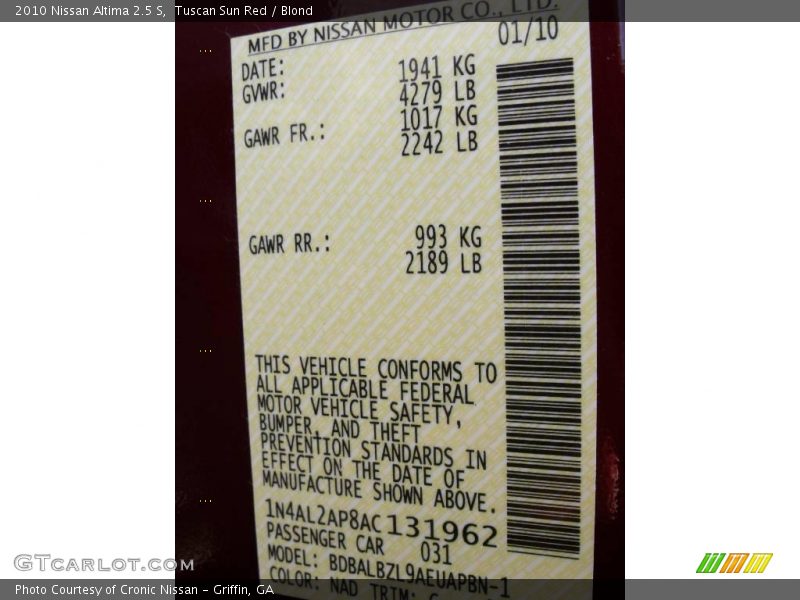 2010 Nissan Altima 2.5 S, Tuscan Sun Red / Blond
MFD BY NISSAN MOTOR CO., LTD.
DATE: 01/10
GVWR: 1941 KG
4279 LB
GAWR FR.: 1017 KG
2242 LB
GAWR RR.: 993 KG
2189 LB
THIS VEHICLE CONFORMS TO
ALL APPLICABLE FEDERAL
MOTOR VEHICLE SAFETY,
BUMPER, AND THEFT
PREVENTION STANDARDS IN
EFFECT ON THE DATE OF
MANUFACTURE SHOWN ABOVE.
1N4AL2AP8AC131962
PASSENGER CAR 031
MODEL: BDBALBZL9AEUAPBN-1
COLOR: NAD TRIM:
GTCarlot.com
Photo Courtesy of Cronic Nissan - Griffin, GA